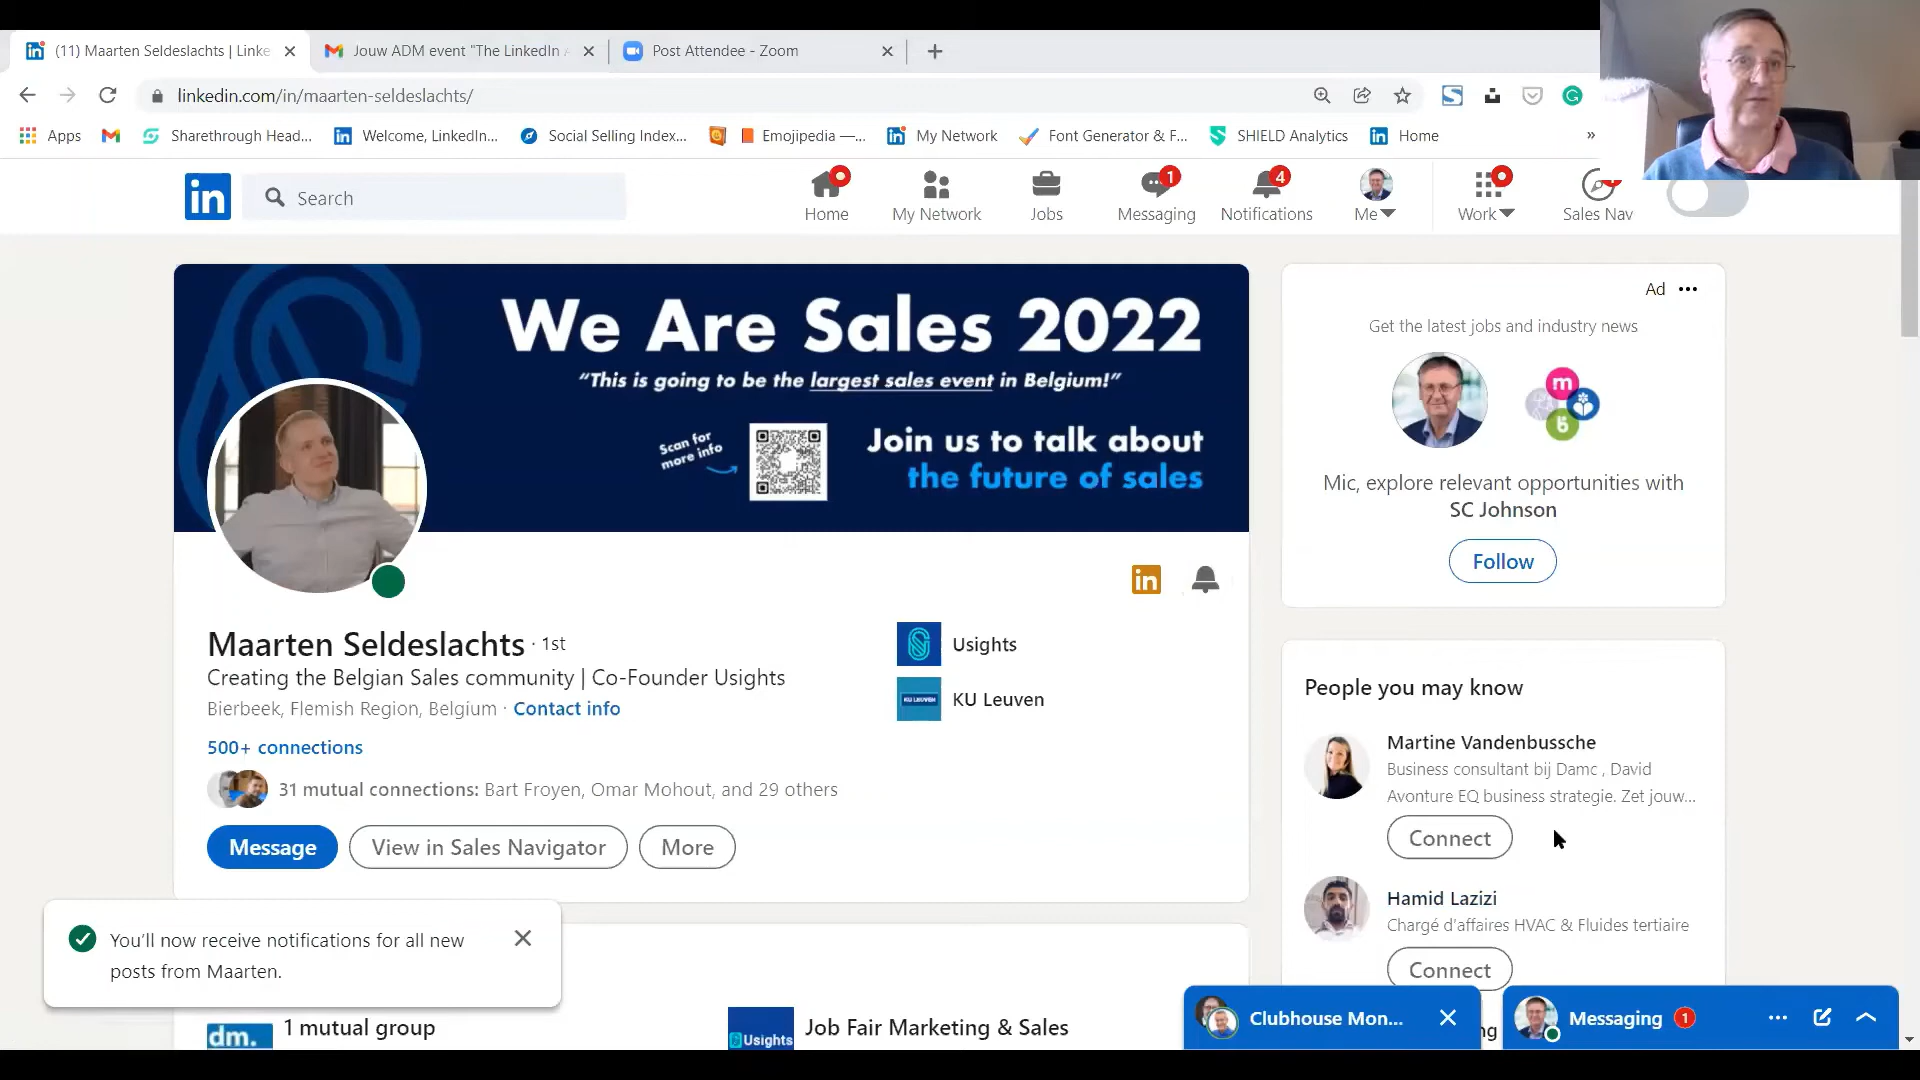 (11) Maarten Seldeslachts | Linke
Jouw ADM event "The LinkedIn A
Post Attendee - Zoom
linkedin.com/in/maarten-seldeslachts/
Apps
Sharethrough Head...
Welcome, LinkedIn...
Social Selling Index...
Emojipedia —...
My Network
Font Generator & F...
SHIELD Analytics
Home
»
in
Search
Home
My Network
Jobs
1
Messaging
4
Notifications
Me
Work
Sales Nav
We Are Sales 2022
“This is going to be the largest sales event in Belgium!”
Scan for
more info
Join us to talk about
the future of sales
Maarten Seldeslachts · 1st
Creating the Belgian Sales community | Co-Founder Usights
Bierbeek, Flemish Region, Belgium · Contact info
500+ connections
31 mutual connections: Bart Froyen, Omar Mohout, and 29 others
Message
View in Sales Navigator
More
in
Usights
KU LEUVEN
KU Leuven
You’ll now receive notifications for all new
posts from Maarten.
dm.
1 mutual group
Usights
Job Fair Marketing & Sales
Ad
Get the latest jobs and industry news
m
b
Mic, explore relevant opportunities with
SC Johnson
Follow
People you may know
Martine Vandenbussche
Business consultant bij Damc , David
Avonture EQ business strategie. Zet jouw...
Connect
Hamid Lazizi
Chargé d’affaires HVAC & Fluides tertiaire
Connect
Clubhouse Mon...
Messaging 1